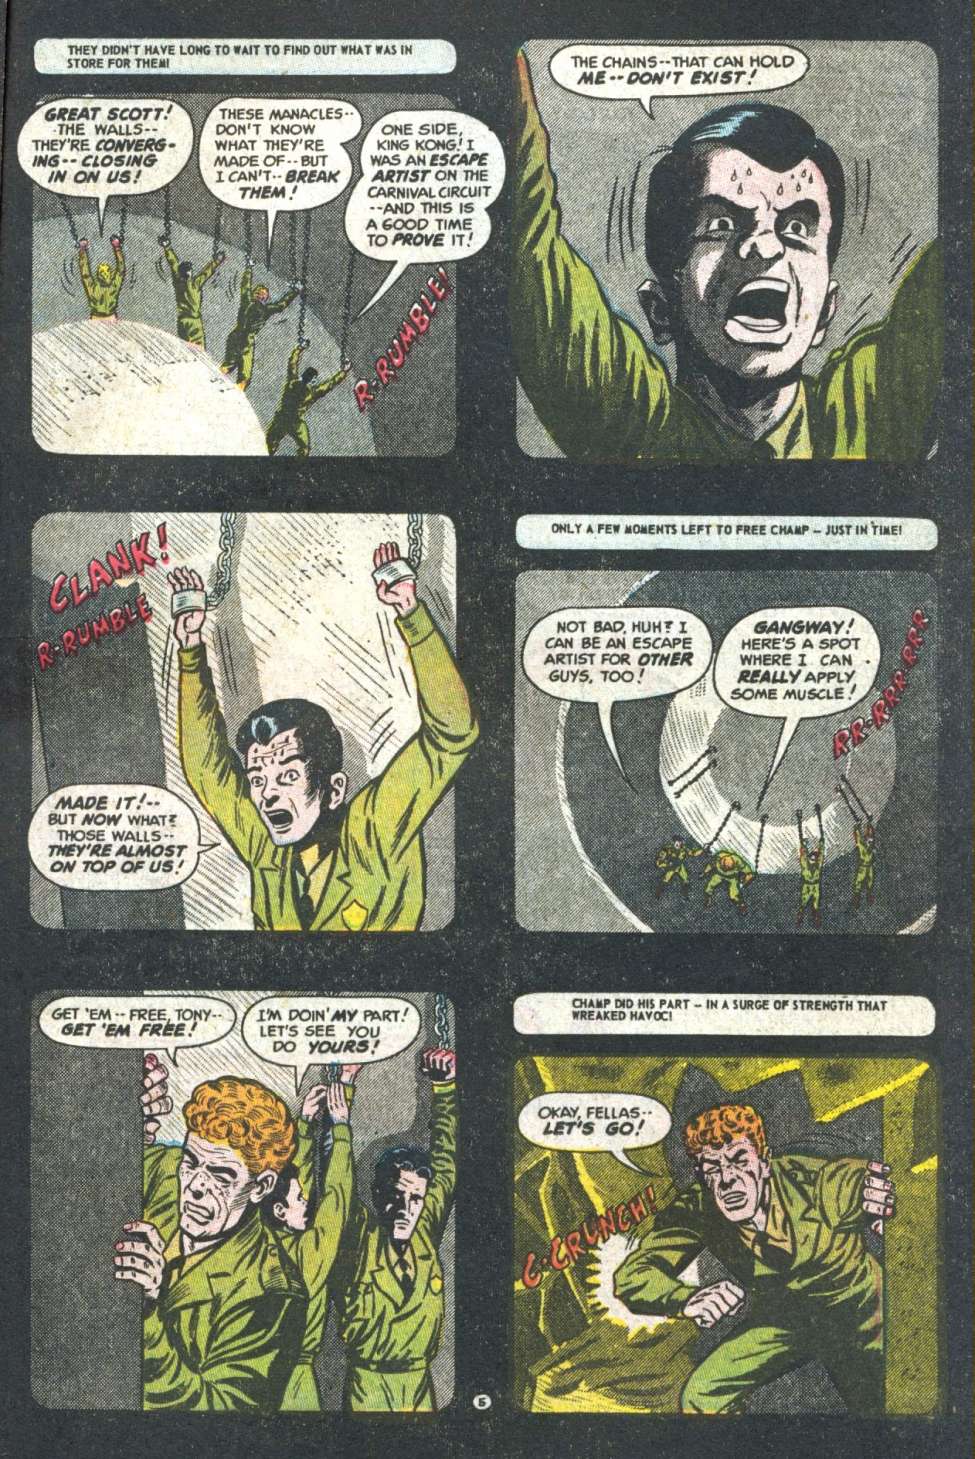 THEY DIDN'T HAVE LONG TO WAIT TO FIND OUT WHAT WAS IN
STORE FOR THEM!
GREAT SCOTT!
THE WALLS--
THEY'RE CONVERG-
ING-- CLOSING
IN ON US!
THESE MANACLES--
DON'T KNOW
WHAT THEY'RE
MADE OF--BUT
I CAN'T--BREAK
THEM!
ONE SIDE,
KING KONG! I
WAS AN ESCAPE
ARTIST ON THE
CARNIVAL CIRCUIT
--AND THIS IS
A GOOD TIME
TO PROVE IT!
R-RUMBLE!
THE CHAINS--THAT CAN HOLD
ME--DON'T EXIST!
CLANK!
R-RUMBLE
MADE IT!--
BUT NOW WHAT?
THOSE WALLS--
THEY'RE ALMOST
ON TOP OF US!
ONLY A FEW MOMENTS LEFT TO FREE CHAMP – JUST IN TIME!
NOT BAD, HUH? I
CAN BE AN ESCAPE
ARTIST FOR OTHER
GUYS, TOO!
GANGWAY!
HERE'S A SPOT
WHERE I CAN
REALLY APPLY
SOME MUSCLE!
RR-RRRR-RRR
GET 'EM -- FREE, TONY--
GET 'EM FREE!
I'M DOIN' MY PART!
LET'S SEE YOU
DO YOURS!
CHAMP DID HIS PART – IN A SURGE OF STRENGTH THAT
WREAKED HAVOC!
OKAY, FELLAS--
LET'S GO!
C-CRUNCH!
5